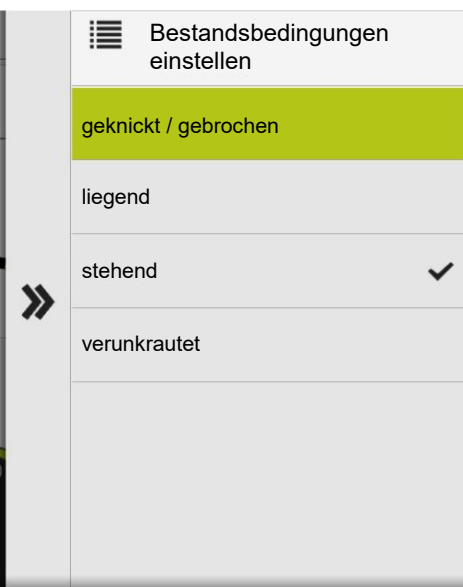 Bestandsbedingungen
einstellen
geknickt / gebrochen
liegend
stehend
verunkrautet